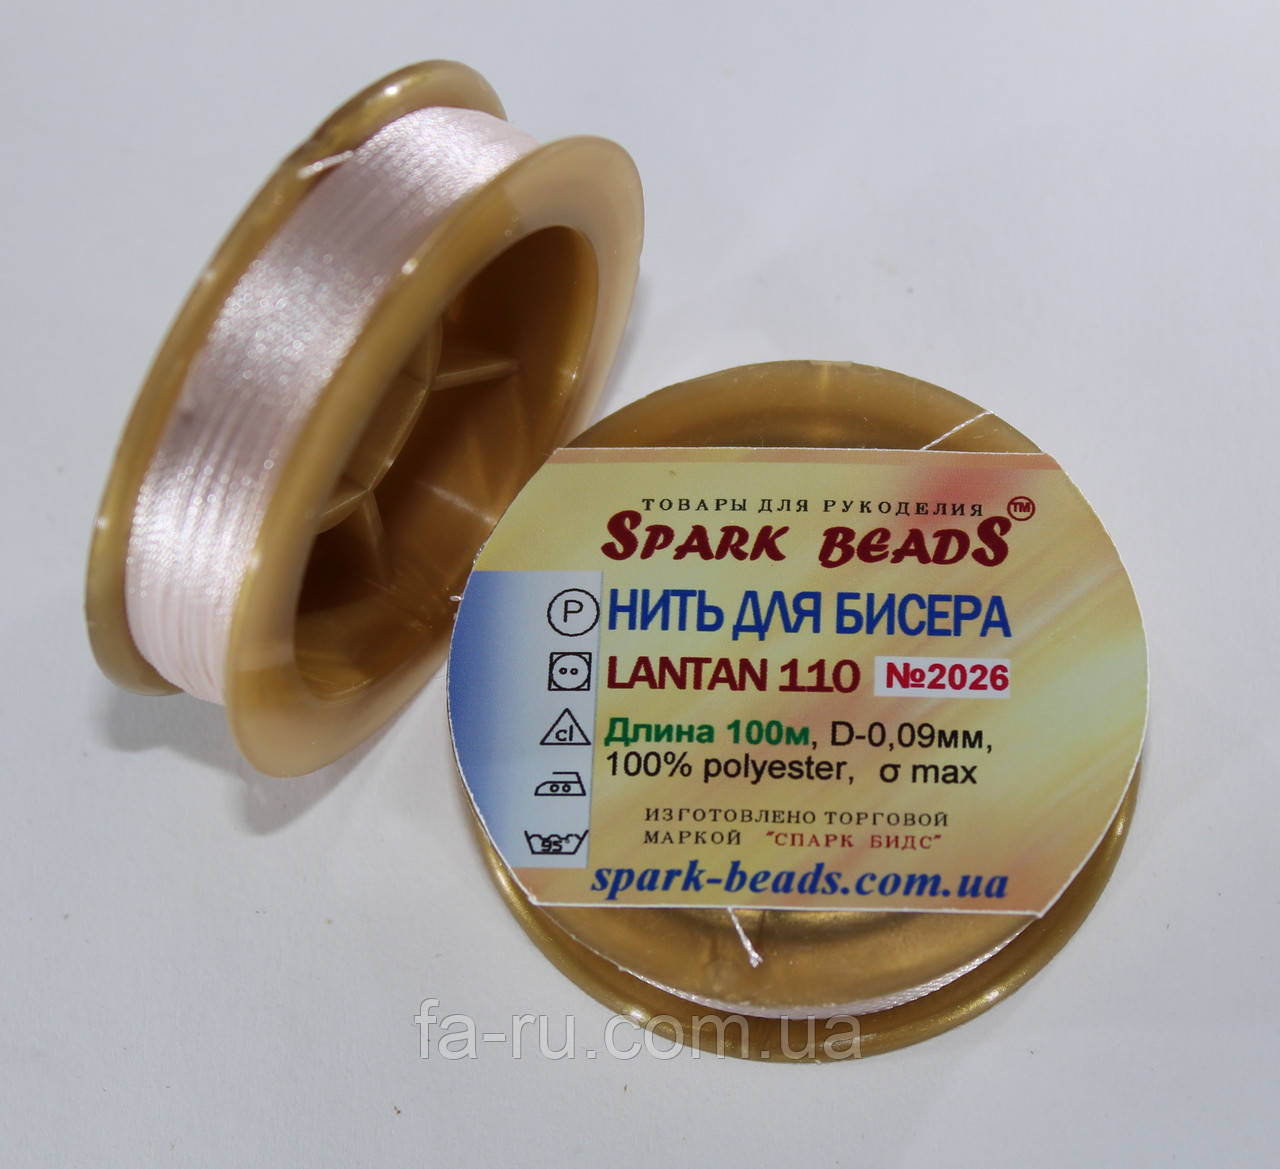 ТОВАРЫ ДЛЯ РУКОДЕЛИЯ
SPARK BEADS TM
P
НИТЬ ДЛЯ БИСЕРА
LANTAN 110 №2026
cl
Длина 100м, D-0,09мм,
100% polyester, σ max
ИЗГОТОВЛЕНО ТОРГОВОЙ
МАРКОЙ "СПАРК БИДС"
95°
spark-beads.com.ua
fa-ru.com.ua